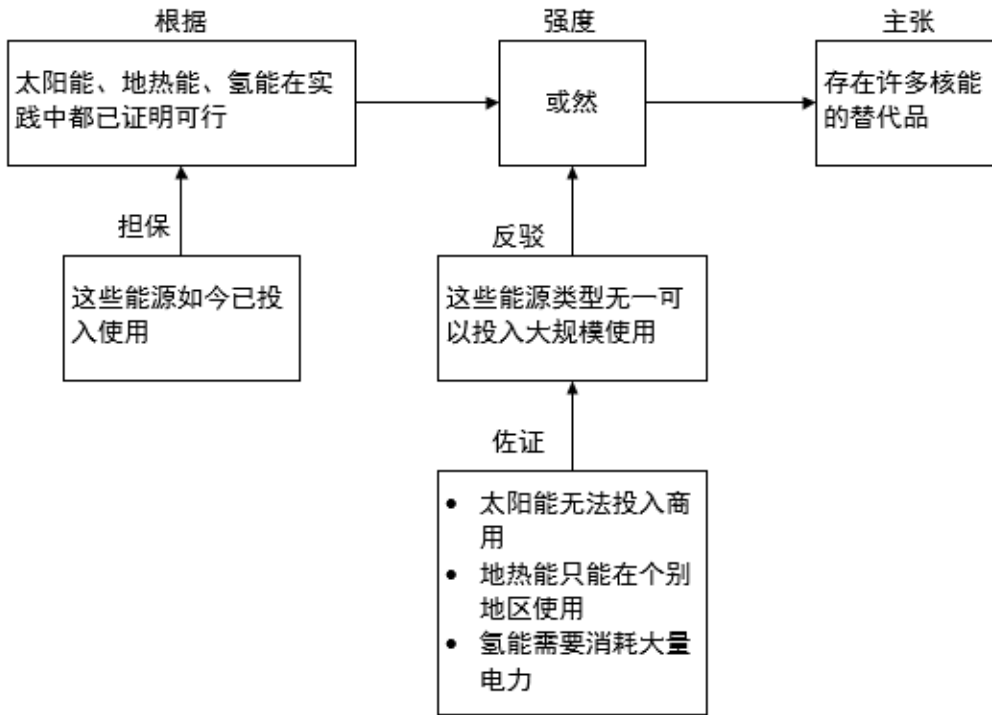 根据
强度
主张
太阳能、地热能、氢能在实
践中都已证明可行
或然
存在许多核能
的替代品
担保
反驳
这些能源如今已投
入使用
这些能源类型无一可
以投入大规模使用
佐证
• 太阳能无法投入商
用
• 地热能只能在个别
地区使用
• 氢能需要消耗大量
电力